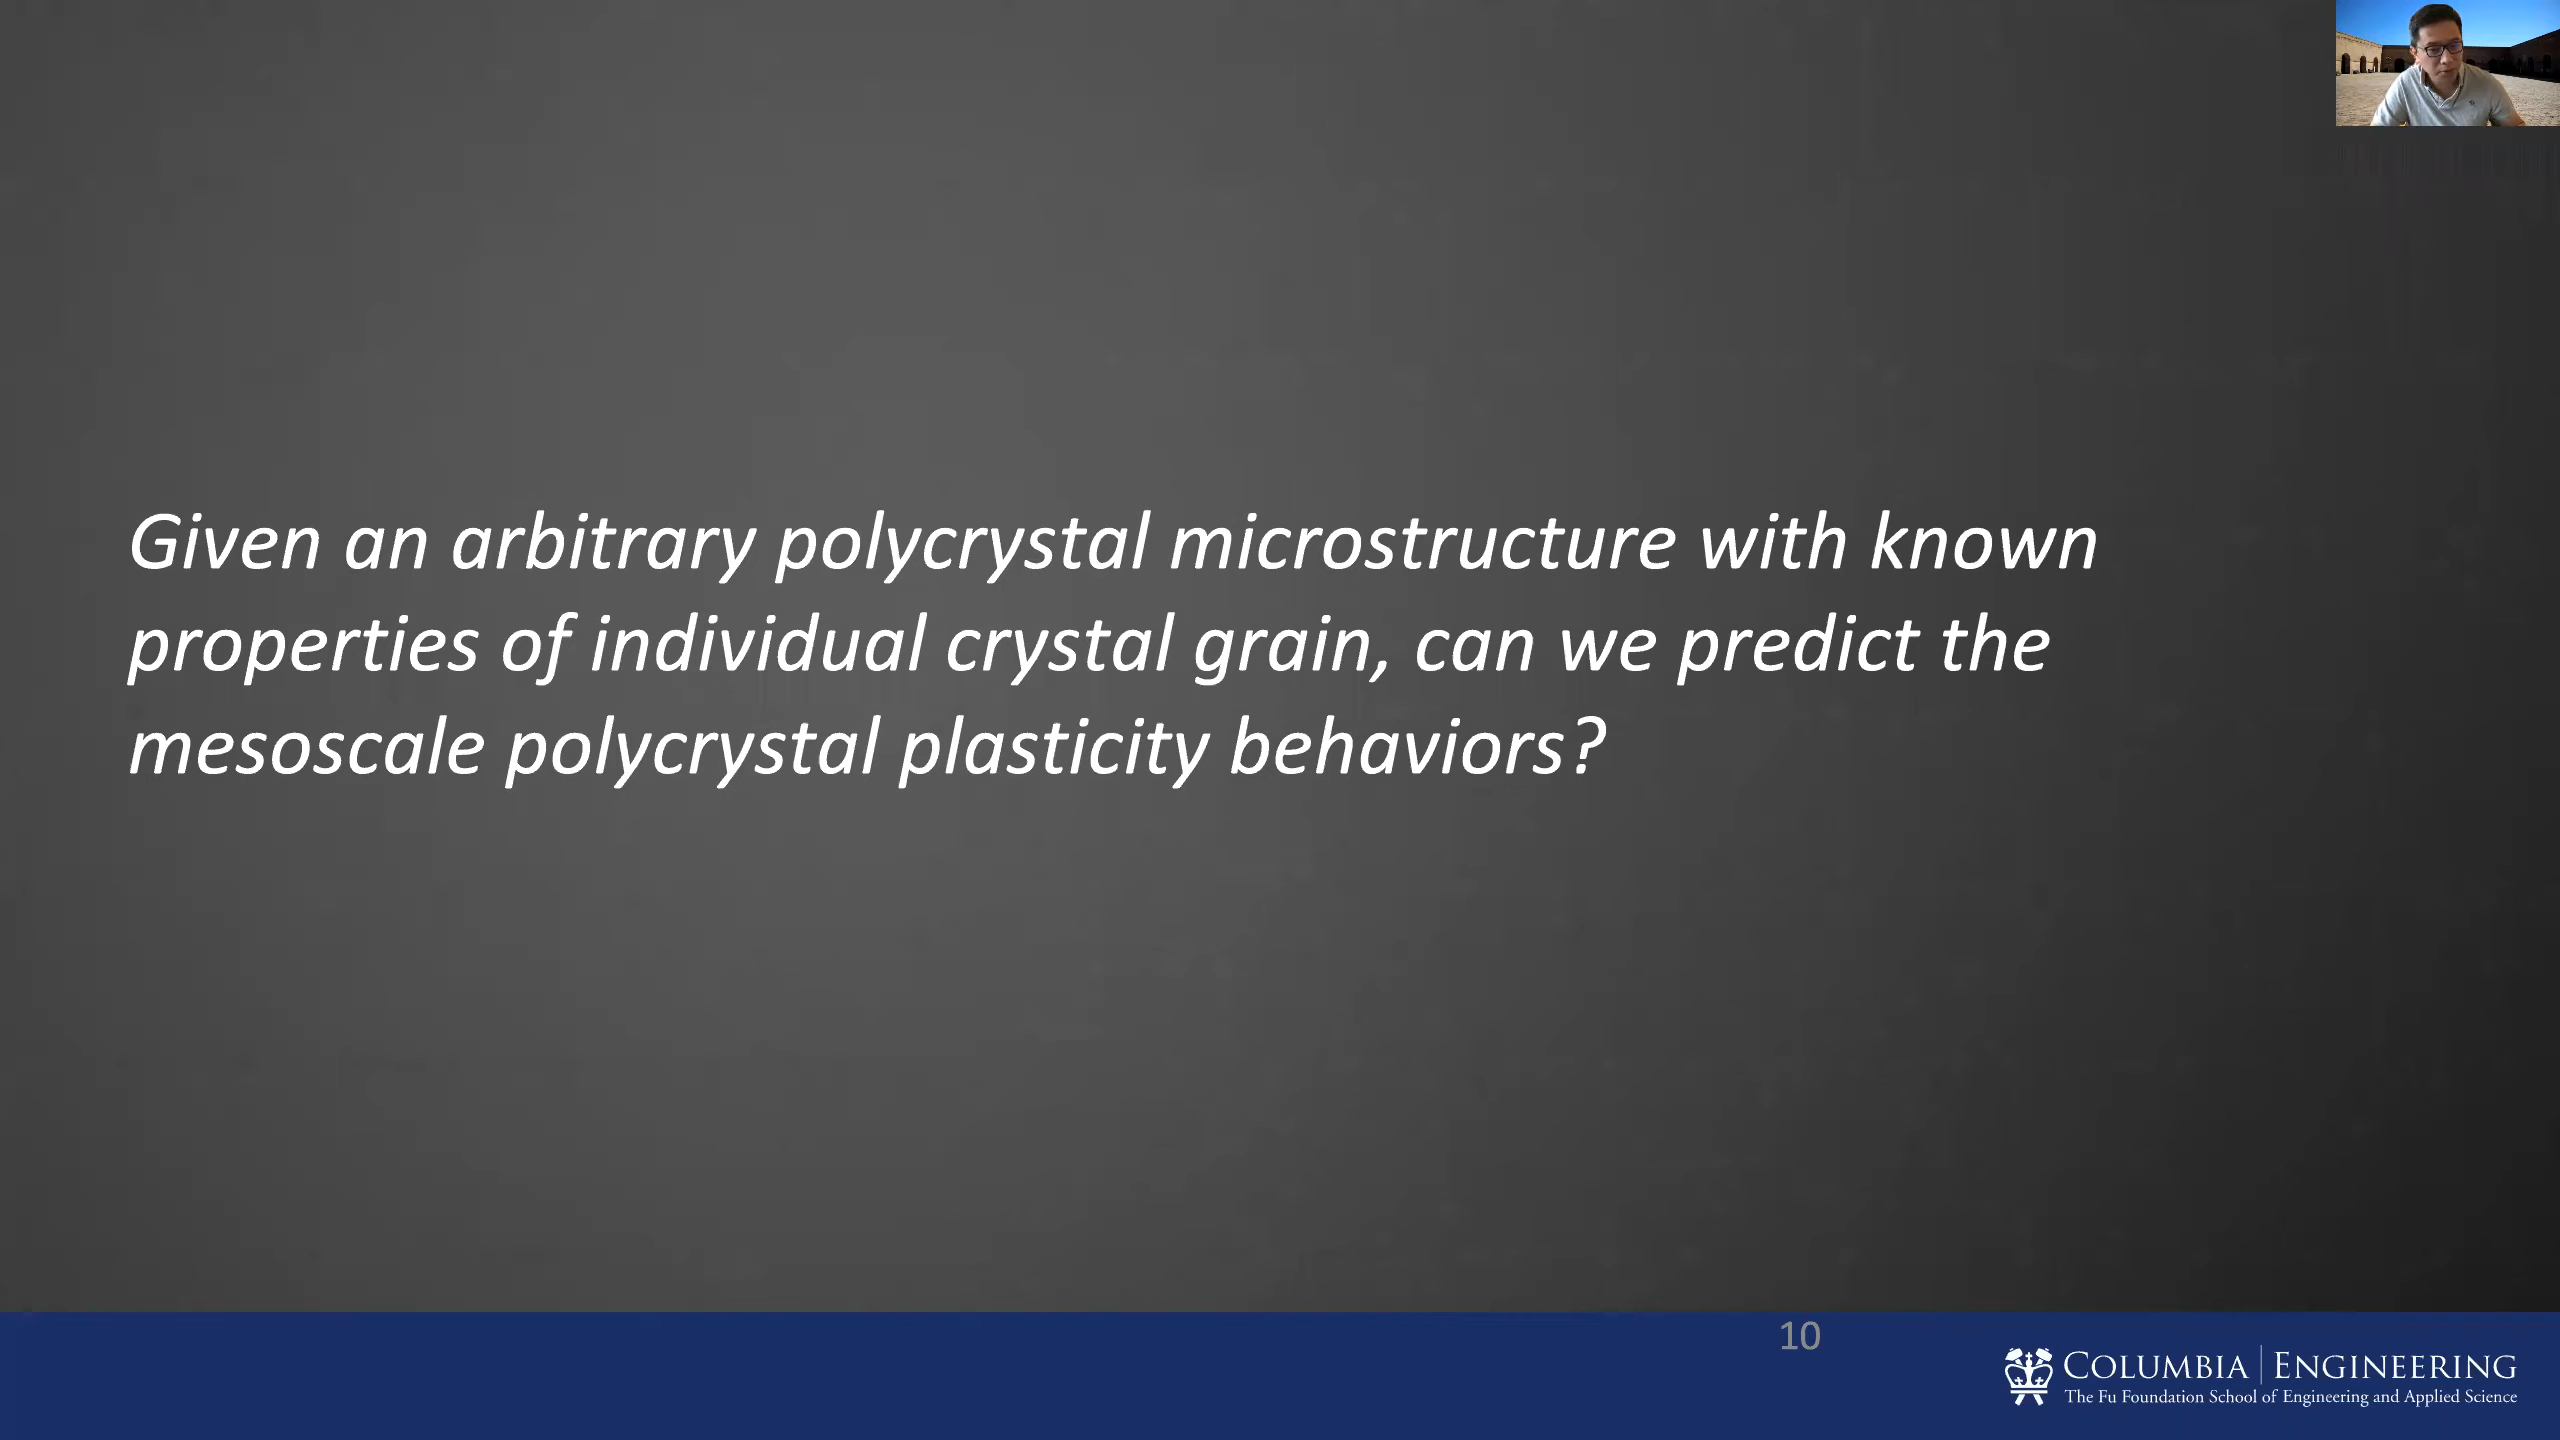 Given an arbitrary polycrystal microstructure with known
properties of individual crystal grain, can we predict the
mesoscale polycrystal plasticity behaviors?
10
COLUMBIA | ENGINEERING
The Fu Foundation School of Engineering and Applied Science